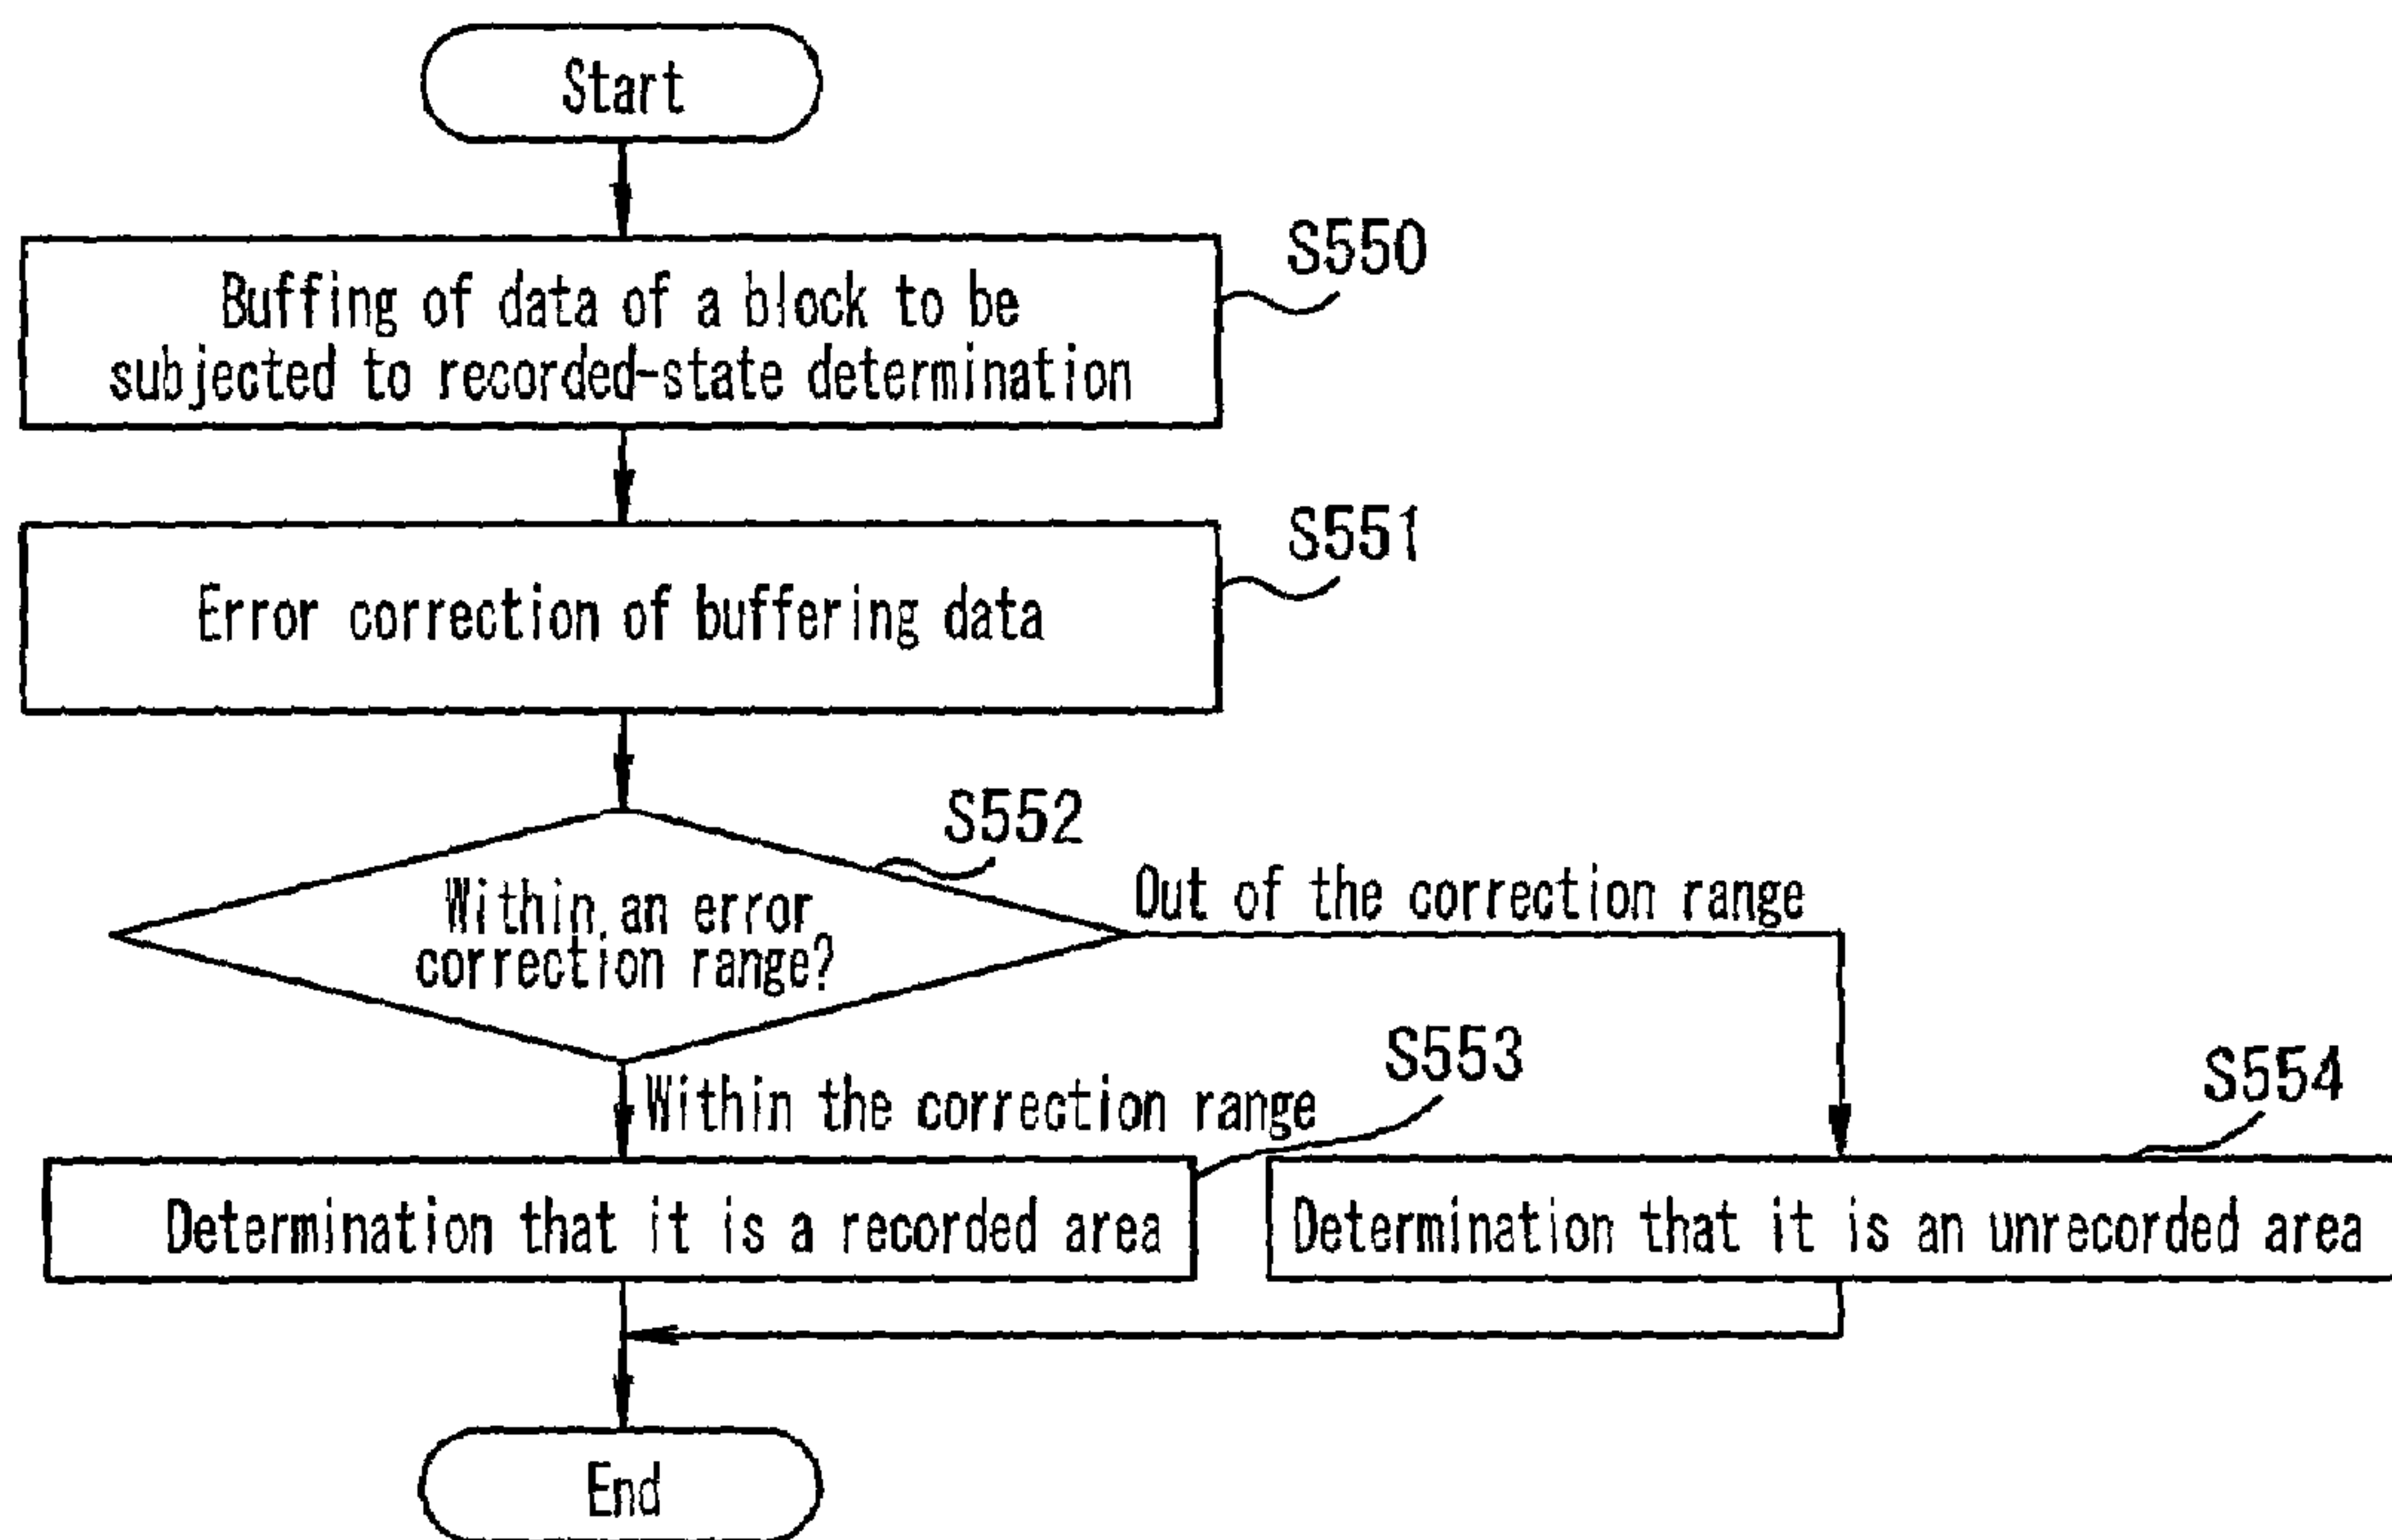 Start
S550
Buffing of data of a block to be
subjected to recorded-state determination
S551
Error correction of buffering data
S552
Within an error
correction range?
Out of the correction range
Within the correction range
S553
S554
Determination that it is a recorded area
Determination that it is an unrecorded area
End